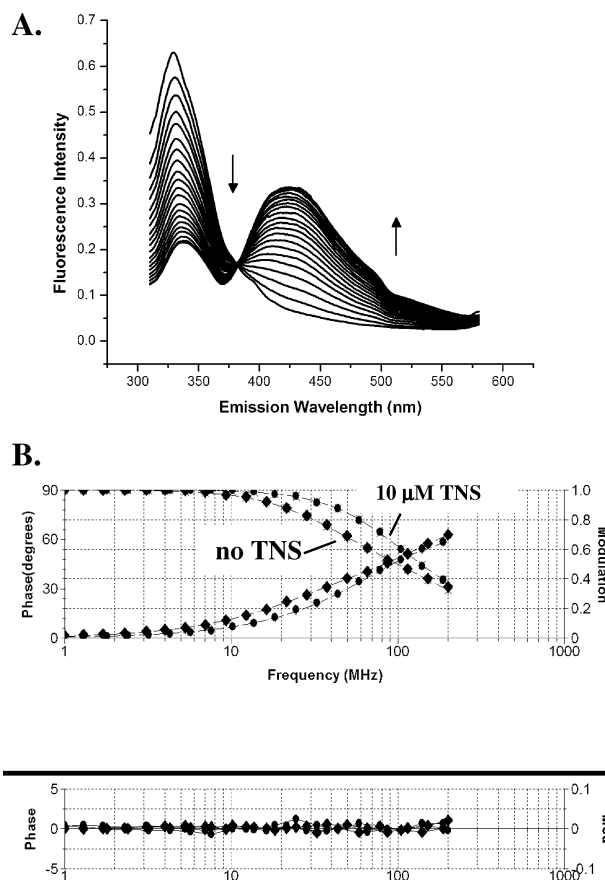 A.
0.7
0.6
0.5
0.4
0.3
0.2
0.1
0.0
Fluorescence Intensity
300 350 400 450 500 550 600
Emission Wavelength (nm)
B.
90
60
30
0
Phase(degrees)
10 μM TNS
no TNS
1.0
0.8
0.6
0.4
0.2
0
Modulation
1 10 100 1000
Frequency (MHz)
5
0
-5
Phase
0.1
0
-0.1
1 10 100 1000